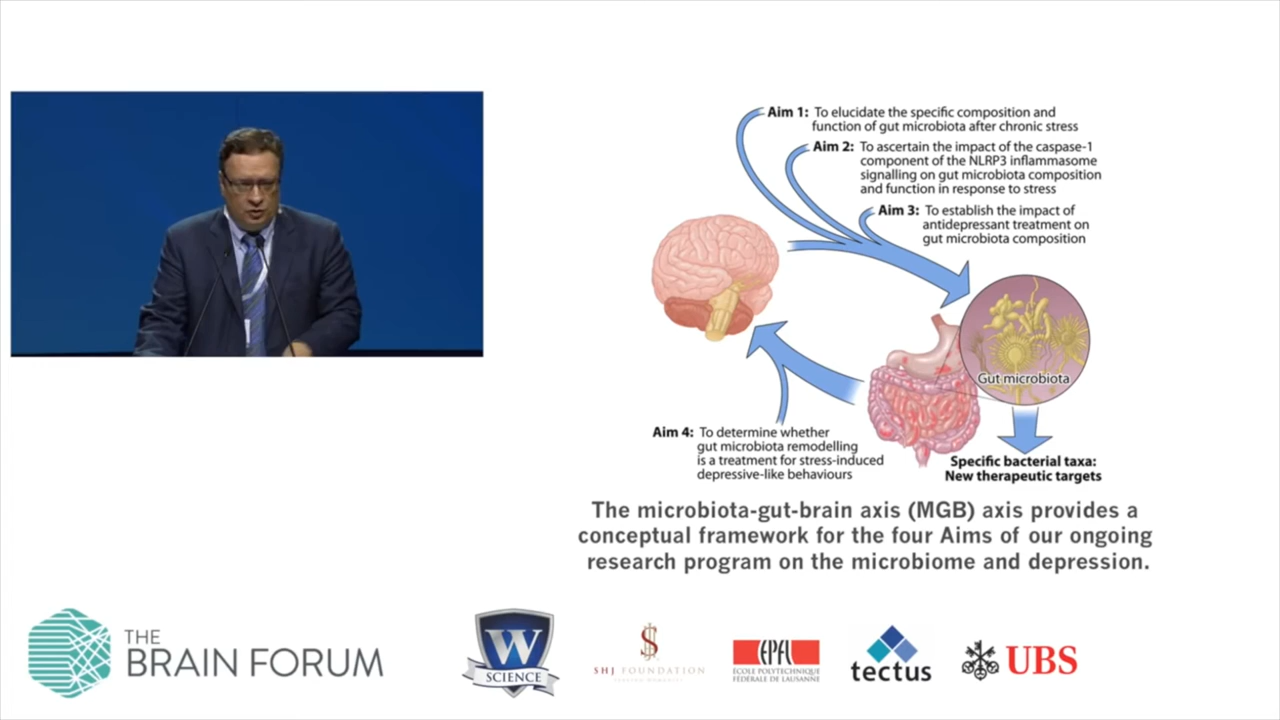 Aim 1: To elucidate the specific composition and
function of gut microbiota after chronic stress
Aim 2: To ascertain the impact of the caspase-1
component of the NLRP3 inflammasome
signalling on gut microbiota composition
and function in response to stress
Aim 3: To establish the impact of
antidepressant treatment on
gut microbiota composition
Gut microbiota
Aim 4: To determine whether
gut microbiota remodelling
is a treatment for stress-induced
depressive-like behaviours
Specific bacterial taxa:
New therapeutic targets
The microbiota-gut-brain axis (MGB) axis provides a
conceptual framework for the four Aims of our ongoing
research program on the microbiome and depression.
THE
BRAIN FORUM
W
SCIENCE
SHJ FOUNDATION
EPFL
ÉCOLE POLYTECHNIQUE
FÉDÉRALE DE LAUSANNE
tectus
UBS